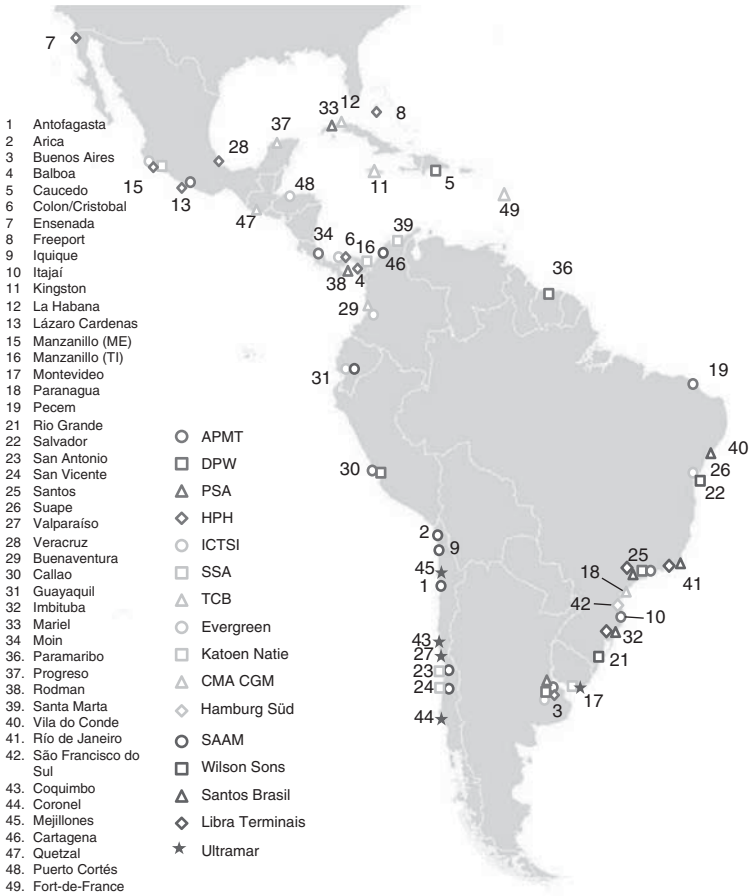 1 Antofagasta
2 Arica
3 Buenos Aires
4 Balboa
5 Caucedo
6 Colon/Cristobal
7 Ensenada
8 Freeport
9 Iquique
10 Itajaí
11 Kingston
12 La Habana
13 Lázaro Cardenas
15 Manzanillo (ME)
16 Manzanillo (TI)
17 Montevideo
18 Paranagua
19 Pecem
21 Rio Grande
22 Salvador
23 San Antonio
24 San Vicente
25 Santos
26 Suape
27 Valparaíso
28 Veracruz
29 Buenaventura
30 Callao
31 Guayaquil
32 Imbituba
33 Mariel
34 Moin
36. Paramaribo
37. Progreso
38. Rodman
39. Santa Marta
40. Vila do Conde
41. Río de Janeiro
42. São Francisco do
Sul
43. Coquimbo
44. Coronel
45. Mejillones
46. Cartagena
47. Quetzal
48. Puerto Cortés
49. Fort-de-France
APMT
DPW
PSA
HPH
ICTSI
SSA
TCB
Evergreen
Katoen Natie
CMA CGM
Hamburg Süd
SAAM
Wilson Sons
Santos Brasil
Libra Terminais
Ultramar
7
33
12
8
37
28
15
13
48
11
5
49
47
39
34
6
16
46
38
4
36
29
31
19
40
30
26
22
2
9
45
25
1
18
41
42
10
43
32
27
21
23
24
17
3
44